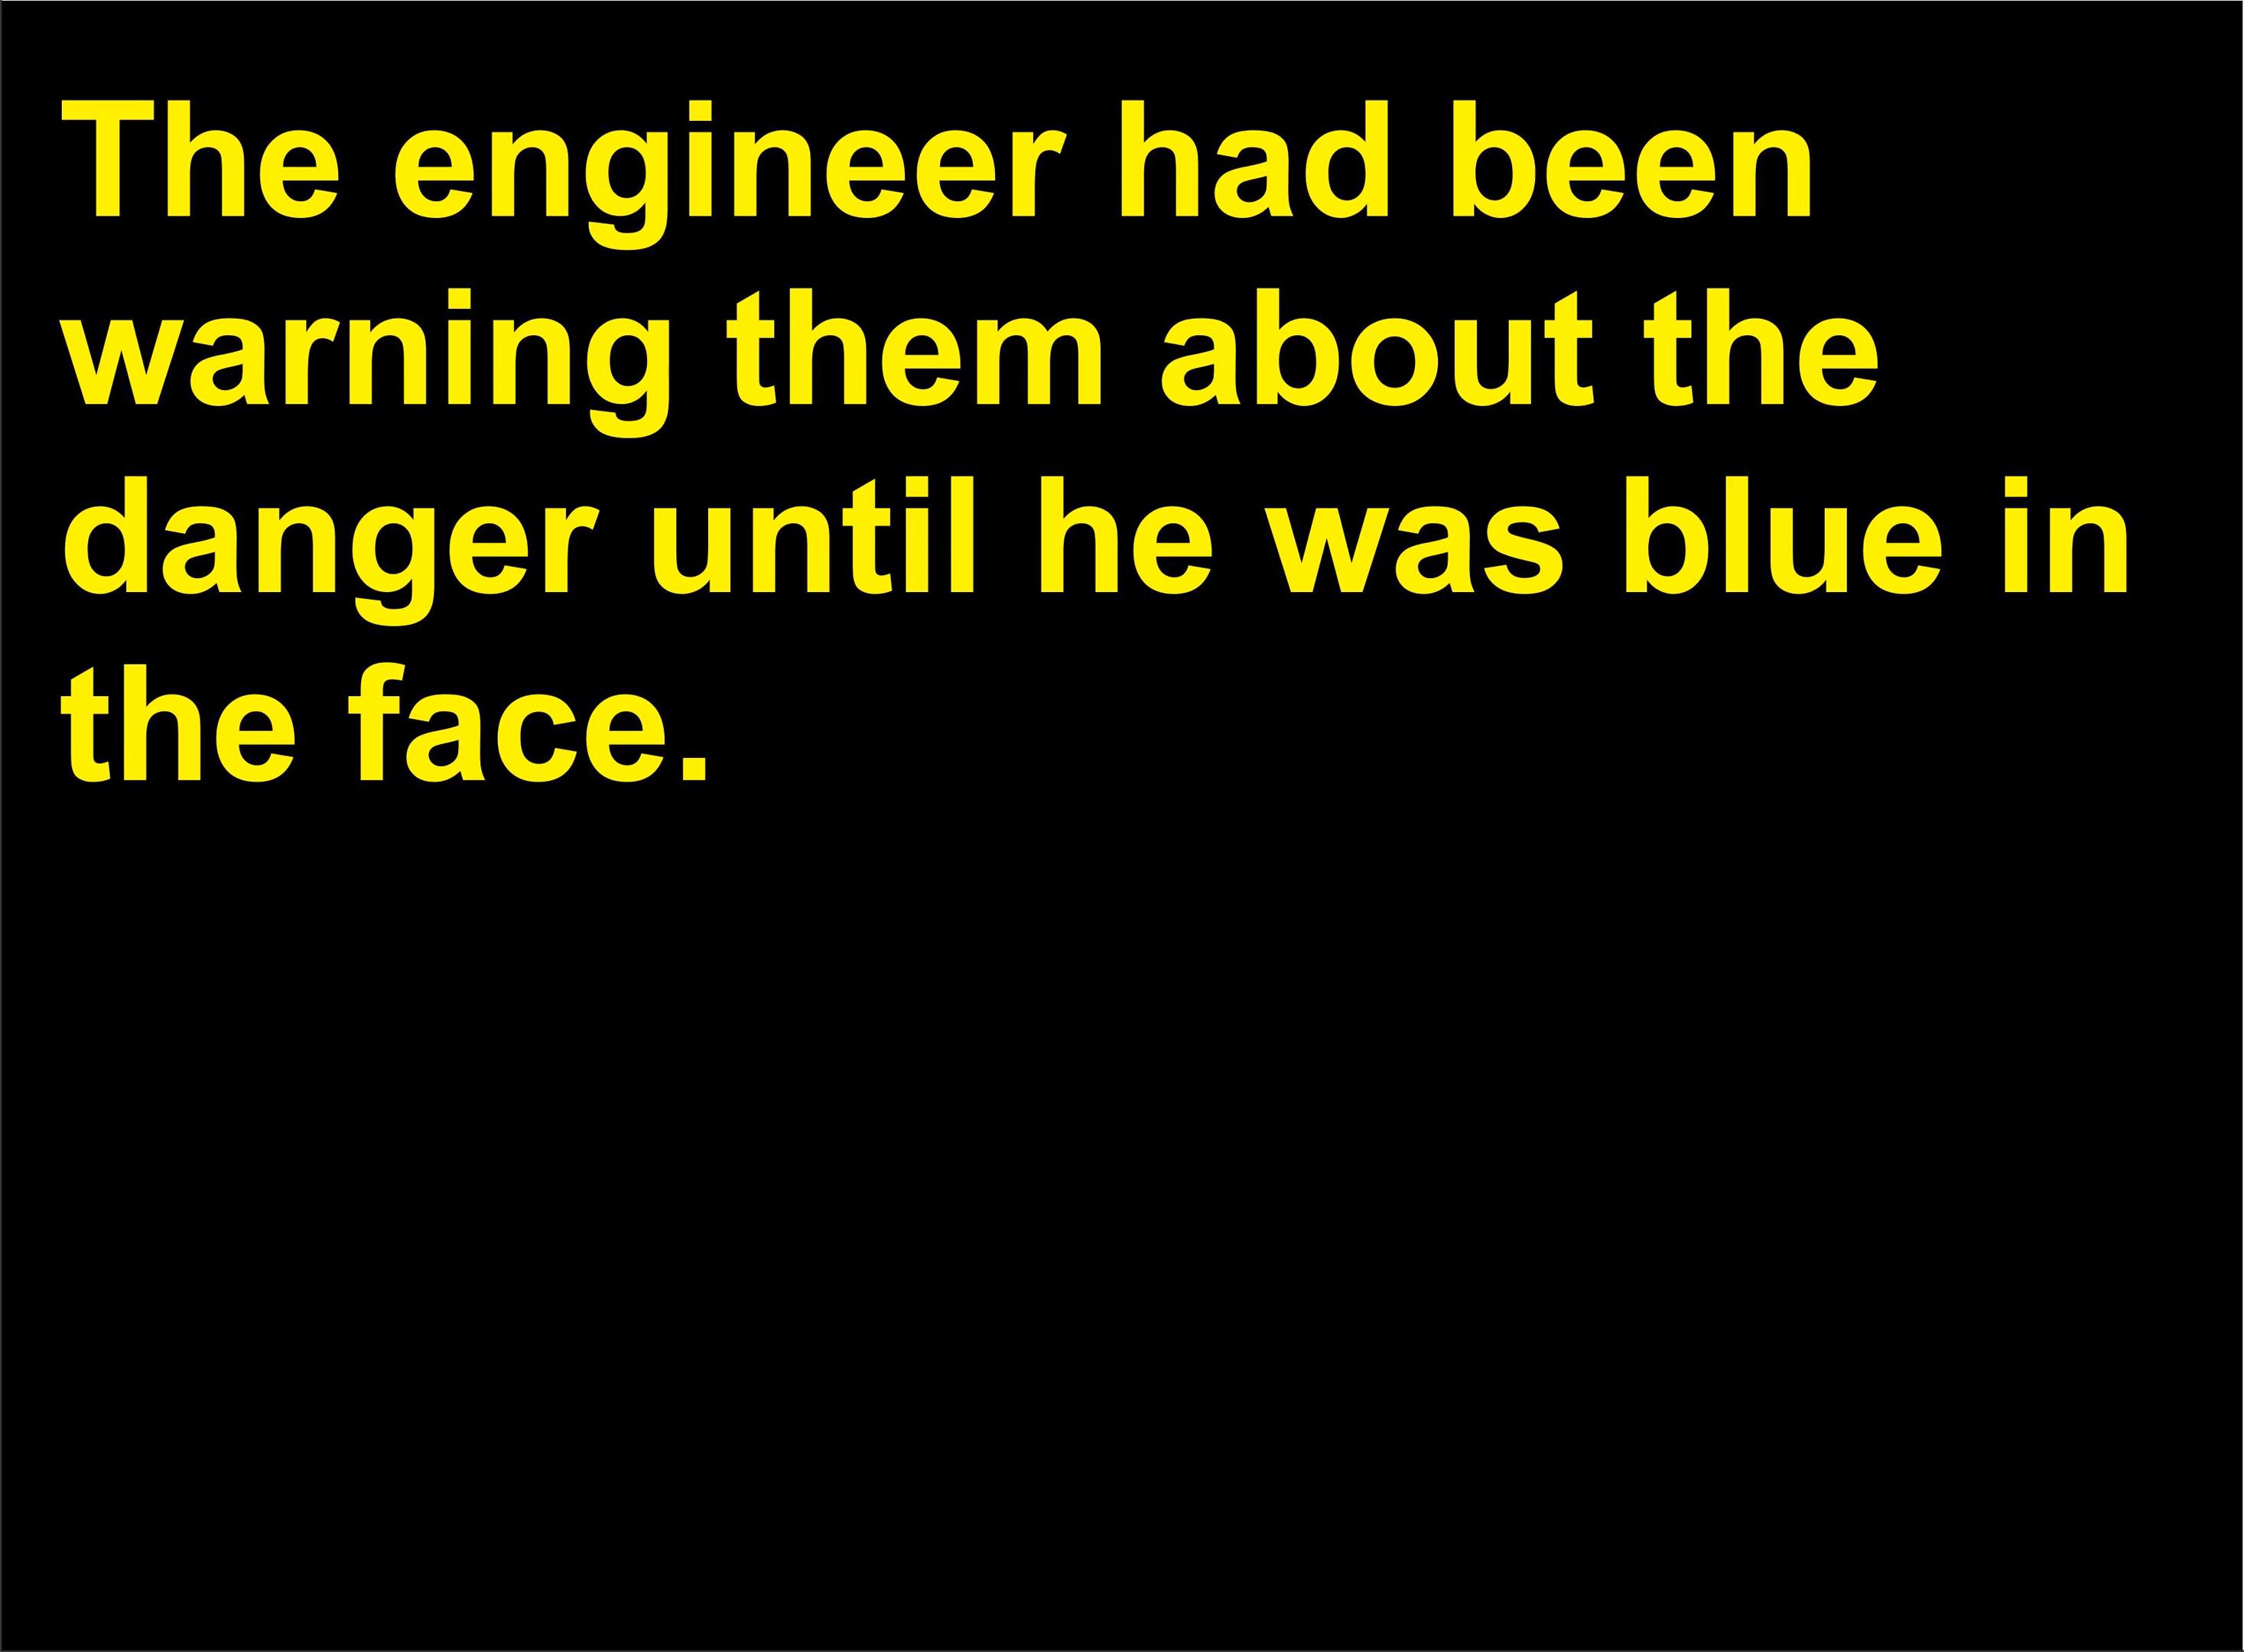 The engineer had been
warning them about the
danger until he was blue in
the face.